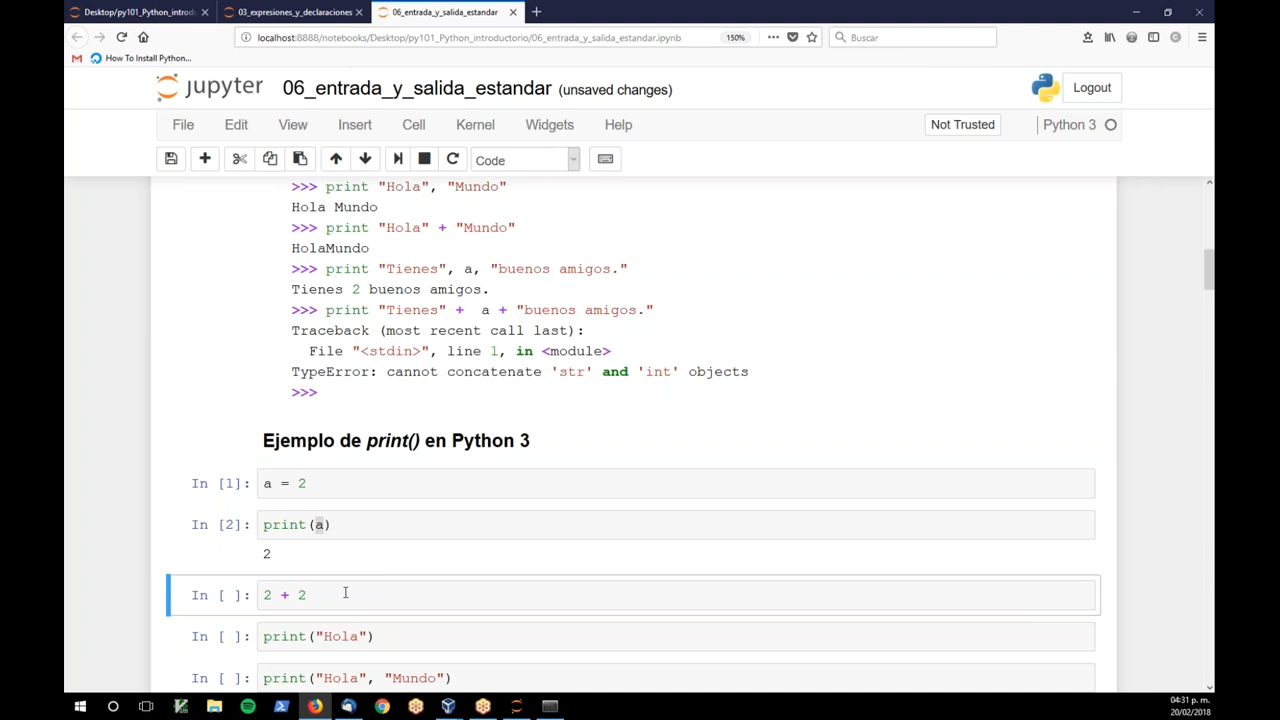 Desktop/py101_Python_introdu
03_expresiones_y_declaraciones
06_entrada_y_salida_estandar
localhost:8888/notebooks/Desktop/py101_Python_introductorio/06_entrada_y_salida_estandar.ipynb
150%
Buscar
How To Install Python...
jupyter
06_entrada_y_salida_estandar (unsaved changes)
Logout
File Edit View Insert Cell Kernel Widgets Help
Not Trusted
Python 3
Code
>>> print "Hola", "Mundo"
Hola Mundo
>>> print "Hola" + "Mundo"
HolaMundo
>>> print "Tienes", a, "buenos amigos."
Tienes 2 buenos amigos.
>>> print "Tienes" +  a + "buenos amigos."
Traceback (most recent call last):
  File "<stdin>", line 1, in <module>
TypeError: cannot concatenate 'str' and 'int' objects
>>>
Ejemplo de print() en Python 3
In [1]: a = 2
In [2]: print(a)
2
In [ ]: 2 + 2
In [ ]: print("Hola")
In [ ]: print("Hola", "Mundo")
04:31 p. m.
20/02/2018